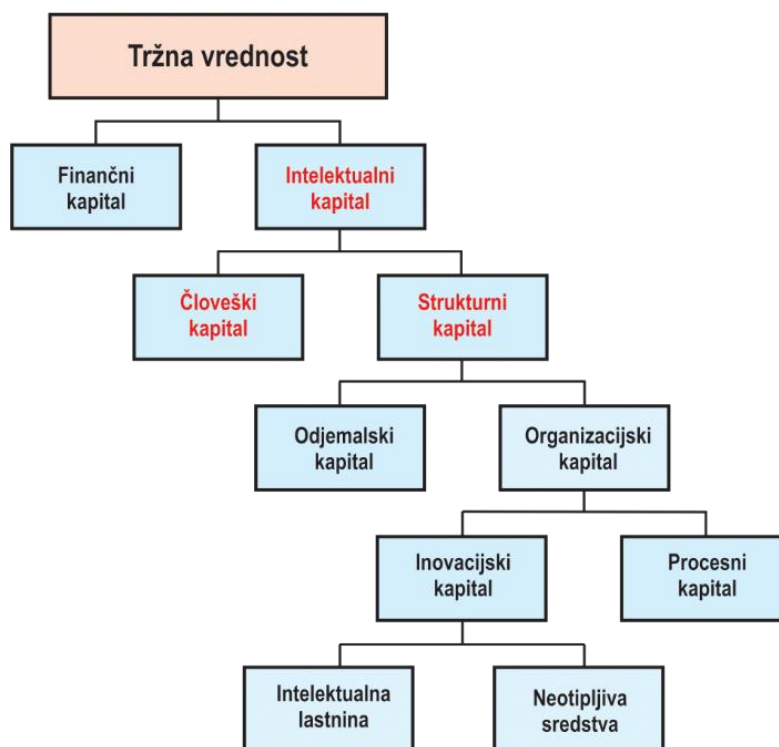 Tržna vrednost
Finančni
kapital
Intelektualni
kapital
Človeški
kapital
Strukturni
kapital
Odjemalski
kapital
Organizacijski
kapital
Inovacijski
kapital
Procesni
kapital
Intelektualna
lastnina
Neotipljiva
sredstva